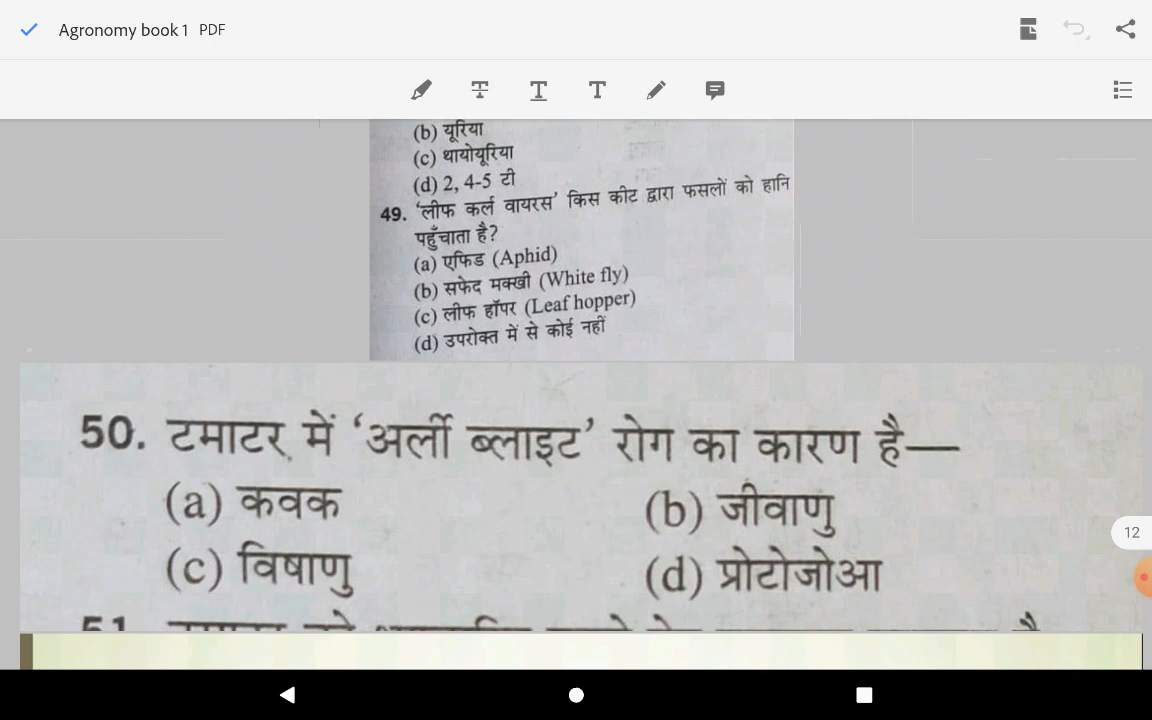 Agronomy book 1 PDF
(b) यूरिया
(c) थायोयूरिया
(d) 2, 4-5 टी
49. ‘लीफ कर्ल वायरस’ किस कीट द्वारा फसलों को हानि
पहुँचाता है?
(a) एफिड (Aphid)
(b) सफेद मक्खी (White fly)
(c) लीफ हॉपर (Leaf hopper)
(d) उपरोक्त में से कोई नहीं
50. टमाटर में ‘अर्ली ब्लाइट’ रोग का कारण है—
(a) कवक (b) जीवाणु
12
(c) विषाणु (d) प्रोटोजोआ
51